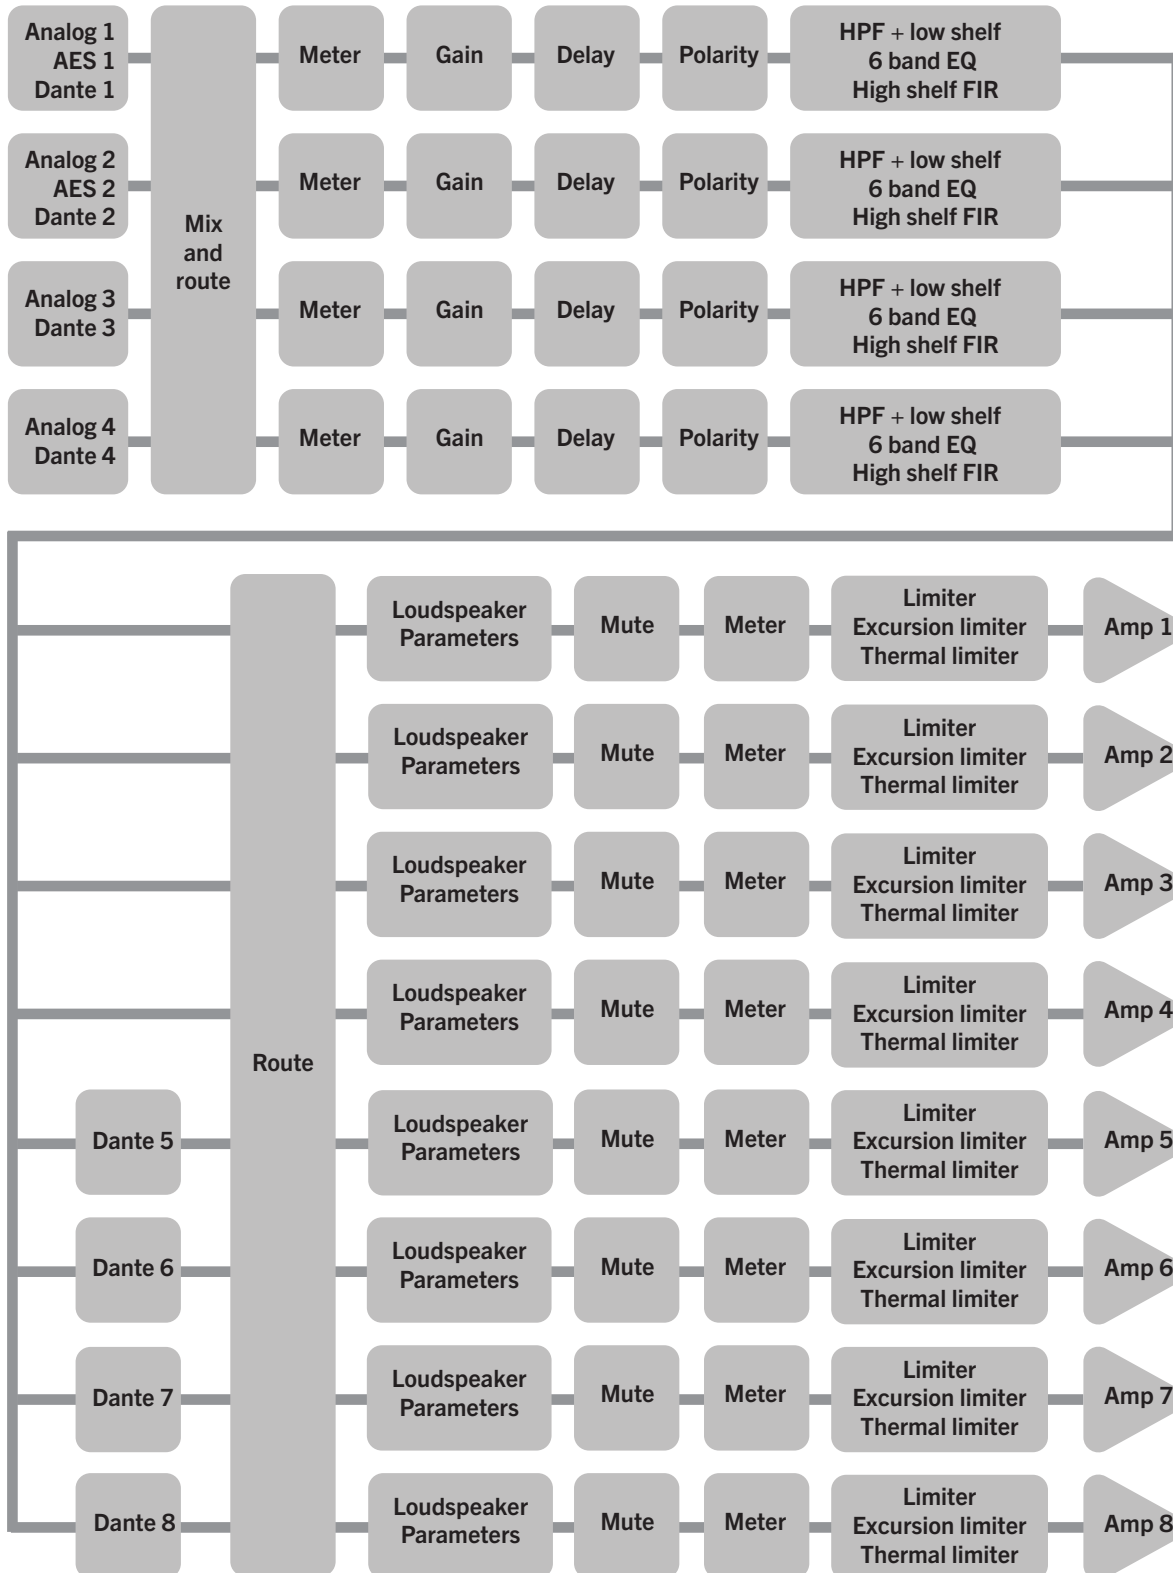 Analog 1
AES 1
Dante 1
Meter
Gain
Delay
Polarity
HPF + low shelf
6 band EQ
High shelf FIR
Analog 2
AES 2
Dante 2
Mix
and
route
Meter
Gain
Delay
Polarity
HPF + low shelf
6 band EQ
High shelf FIR
Analog 3
Dante 3
Meter
Gain
Delay
Polarity
HPF + low shelf
6 band EQ
High shelf FIR
Analog 4
Dante 4
Meter
Gain
Delay
Polarity
HPF + low shelf
6 band EQ
High shelf FIR
Loudspeaker
Parameters
Mute
Meter
Limiter
Excursion limiter
Thermal limiter
Amp 1
Loudspeaker
Parameters
Mute
Meter
Limiter
Excursion limiter
Thermal limiter
Amp 2
Loudspeaker
Parameters
Mute
Meter
Limiter
Excursion limiter
Thermal limiter
Amp 3
Loudspeaker
Parameters
Mute
Meter
Limiter
Excursion limiter
Thermal limiter
Amp 4
Route
Dante 5
Loudspeaker
Parameters
Mute
Meter
Limiter
Excursion limiter
Thermal limiter
Amp 5
Dante 6
Loudspeaker
Parameters
Mute
Meter
Limiter
Excursion limiter
Thermal limiter
Amp 6
Dante 7
Loudspeaker
Parameters
Mute
Meter
Limiter
Excursion limiter
Thermal limiter
Amp 7
Dante 8
Loudspeaker
Parameters
Mute
Meter
Limiter
Excursion limiter
Thermal limiter
Amp 8